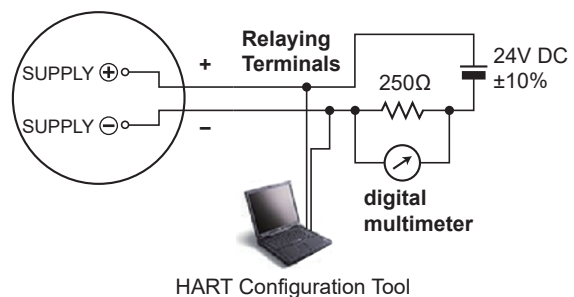 Relaying
Terminals
SUPPLY ⊕
+
24V DC
±10%
250Ω
SUPPLY ⊖
−
digital
multimeter
HART Configuration Tool